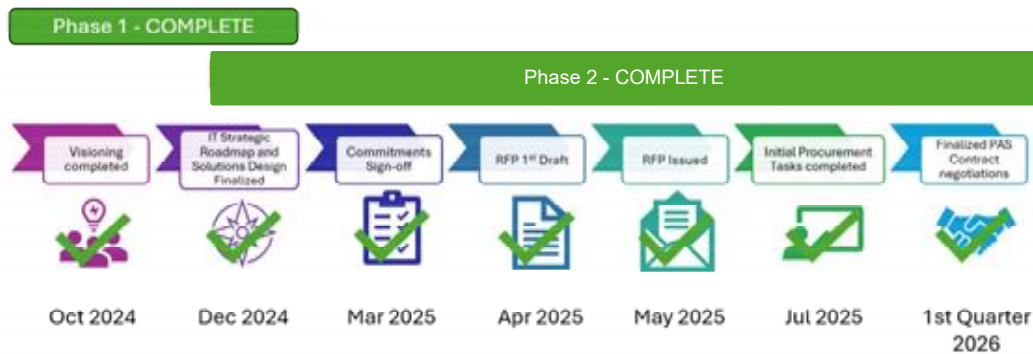 Phase 1 - COMPLETE
Phase 2 - COMPLETE
Visioning
completed
IT Strategic
Roadmap and
Solutions Design
Finalized
Commitments
Sign-off
RFP 1st Draft
RFP Issued
Initial Procurement
Tasks completed
Finalized PAS
Contract
negotiations
Oct 2024
Dec 2024
Mar 2025
Apr 2025
May 2025
Jul 2025
1st Quarter
2026